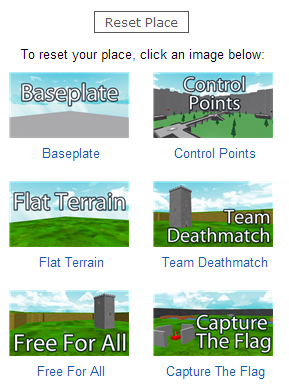 Reset Place
To reset your place, click an image below:
Baseplate
Control
Points
Baseplate
Control Points
Flat Terrain
Team
Deathmatch
Flat Terrain
Team Deathmatch
Free For All
Capture
The Flag
Free For All
Capture The Flag